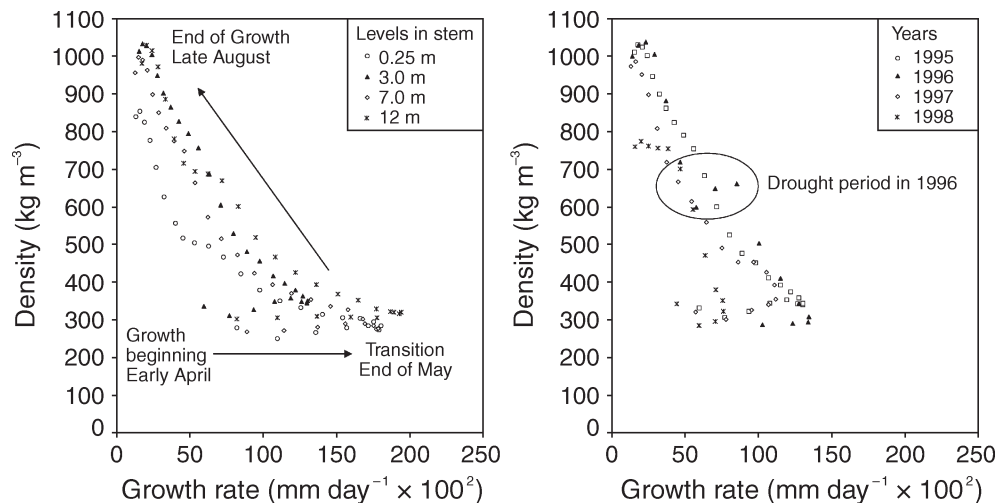 1100
1000
900
800
700
600
500
400
300
200
100
0
Density (kg m⁻³)
End of Growth
Late August
Levels in stem
0.25 m
3.0 m
7.0 m
12 m
Growth
beginning
Early April
Transition
End of May
0 50 100 150 200 250
Growth rate (mm day⁻¹ × 10²)
1100
1000
900
800
700
600
500
400
300
200
100
0
Density (kg m⁻³)
Years
1995
1996
1997
1998
Drought period in 1996
0 50 100 150 200 250
Growth rate (mm day⁻¹ × 10²)